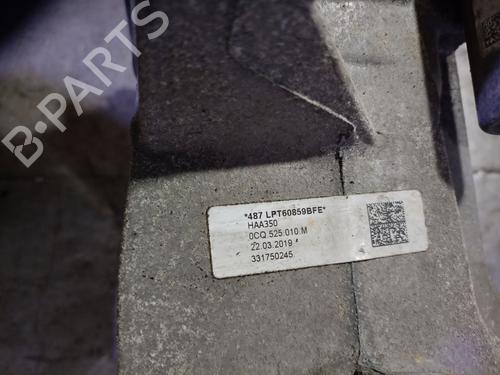 B-PARTS
*487 LPT60859BFE*
HAA350
0CQ.525.010.M
22.03.2019
331750245